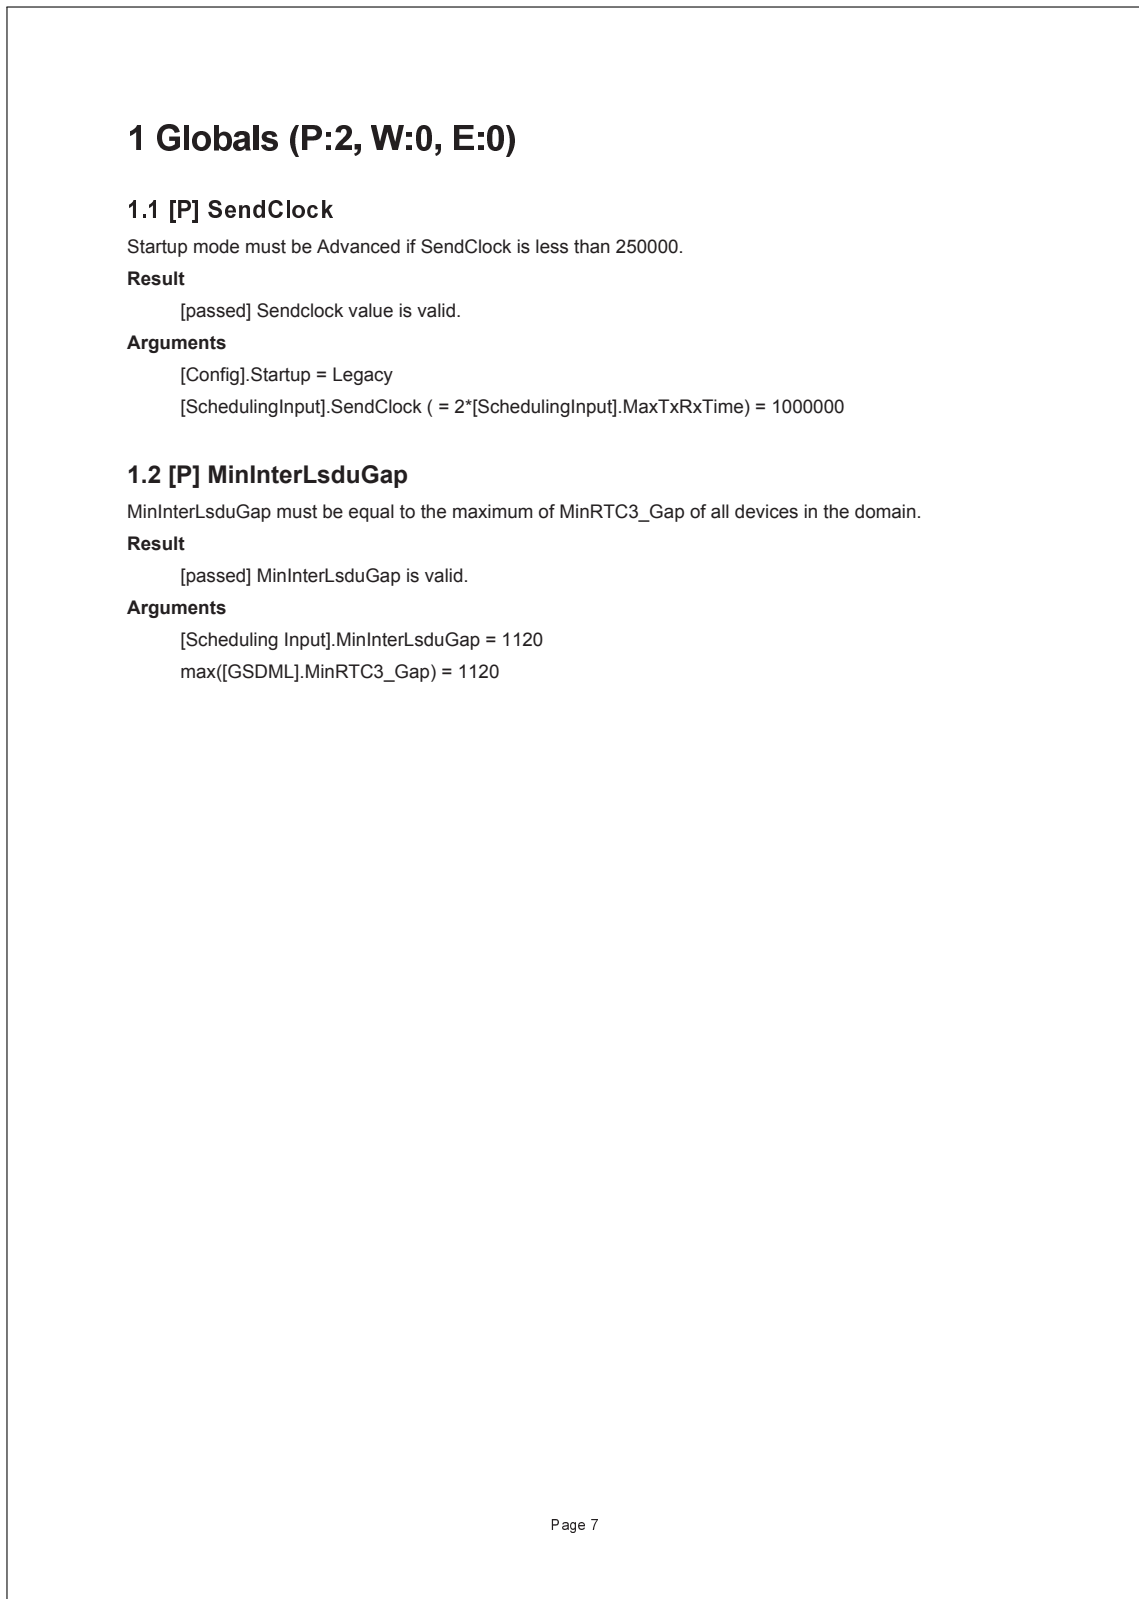 1 Globals (P:2, W:0, E:0)
1.1 [P] SendClock
Startup mode must be Advanced if SendClock is less than 250000.
Result
[passed] Sendclock value is valid.
Arguments
[Config].Startup = Legacy
[SchedulingInput].SendClock ( = 2*[SchedulingInput].MaxTxRxTime) = 1000000
1.2 [P] MinInterLsduGap
MinInterLsduGap must be equal to the maximum of MinRTC3_Gap of all devices in the domain.
Result
[passed] MinInterLsduGap is valid.
Arguments
[Scheduling Input].MinInterLsduGap = 1120
max([GSDML].MinRTC3_Gap) = 1120
Page 7